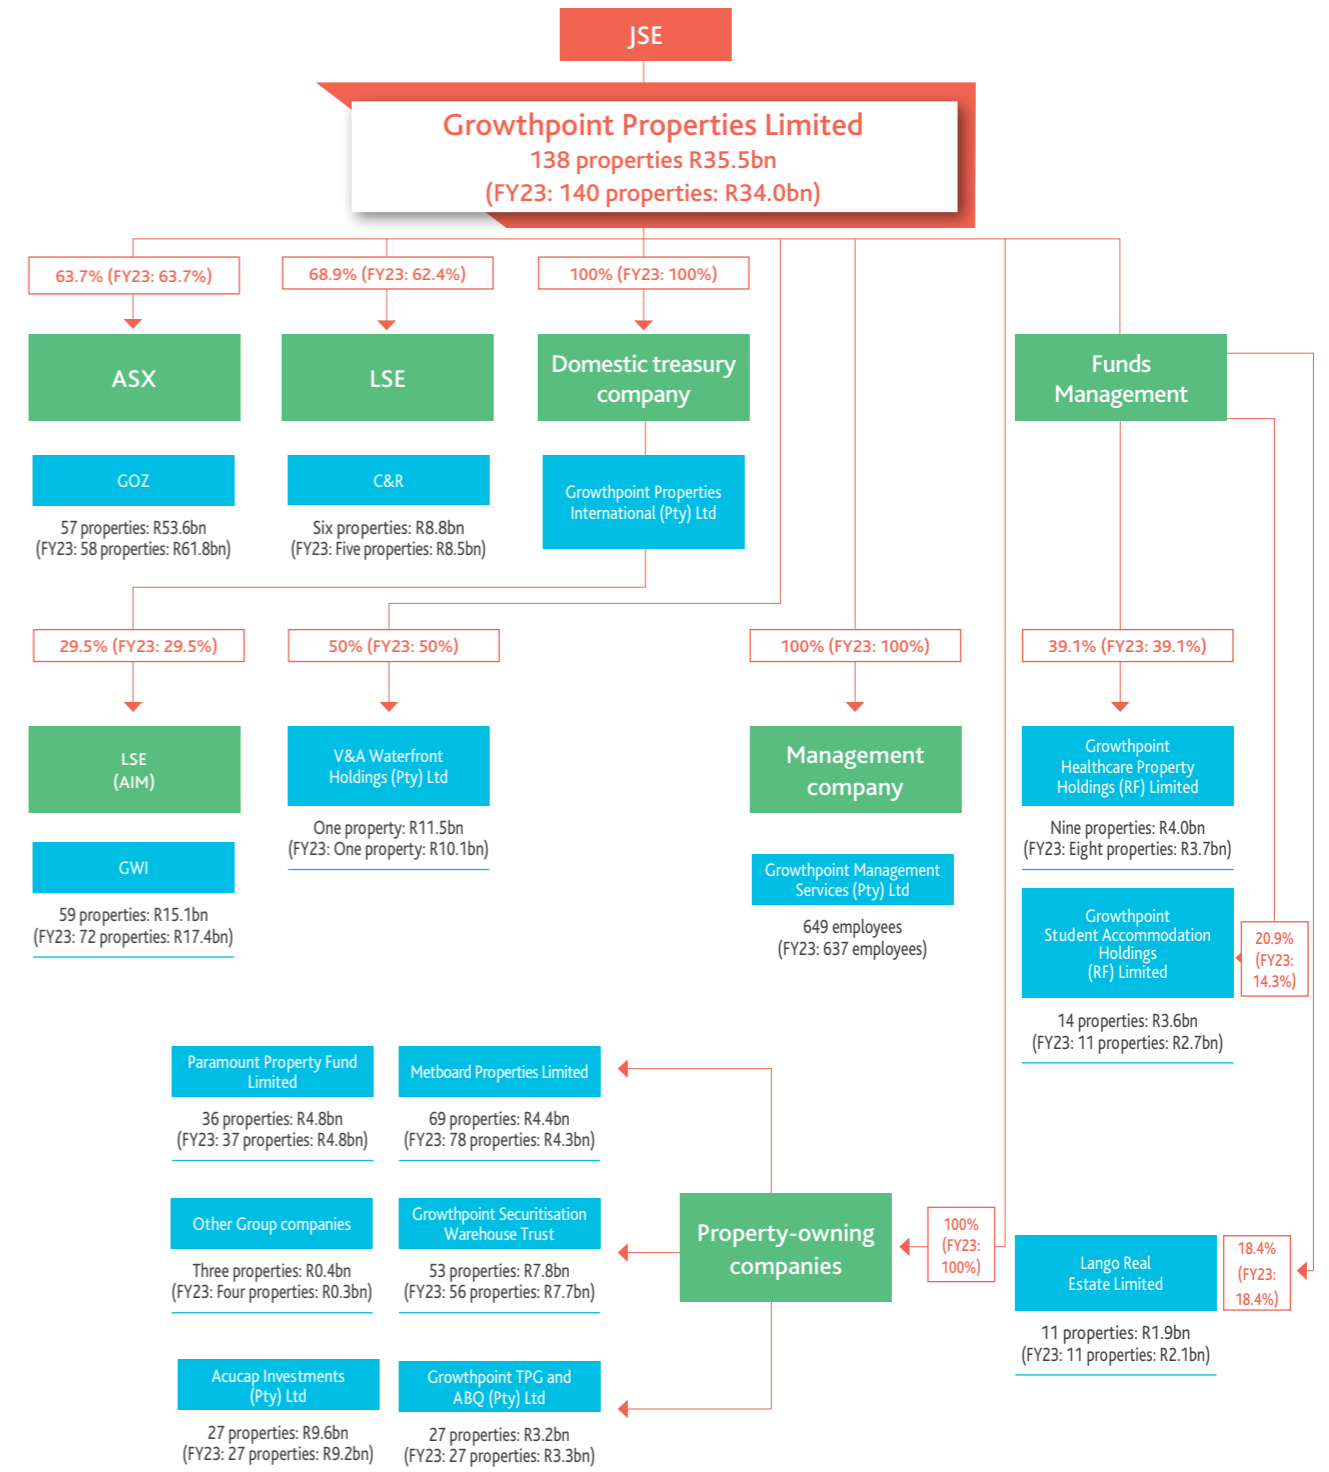 JSE
Growthpoint Properties Limited
138 properties R35.5bn
(FY23: 140 properties: R34.0bn)
63.7% (FY23: 63.7%)
68.9% (FY23: 62.4%)
100% (FY23: 100%)
ASX
LSE
Domestic treasury
company
Funds
Management
GOZ
57 properties: R53.6bn
(FY23: 58 properties: R61.8bn)
C&R
Six properties: R8.8bn
(FY23: Five properties: R8.5bn)
Growthpoint Properties
International (Pty) Ltd
29.5% (FY23: 29.5%)
50% (FY23: 50%)
100% (FY23: 100%)
39.1% (FY23: 39.1%)
LSE
(AIM)
GWI
59 properties: R15.1bn
(FY23: 72 properties: R17.4bn)
V&A Waterfront
Holdings (Pty) Ltd
One property: R11.5bn
(FY23: One property: R10.1bn)
Management
company
Growthpoint Management
Services (Pty) Ltd
649 employees
(FY23: 637 employees)
Growthpoint
Healthcare Property
Holdings (RF) Limited
Nine properties: R4.0bn
(FY23: Eight properties: R3.7bn)
Growthpoint
Student Accommodation
Holdings
(RF) Limited
20.9%
(FY23:
14.3%)
14 properties: R3.6bn
(FY23: 11 properties: R2.7bn)
Paramount Property Fund
Limited
36 properties: R4.8bn
(FY23: 37 properties: R4.8bn)
Metboard Properties Limited
69 properties: R4.4bn
(FY23: 78 properties: R4.3bn)
Other Group companies
Three properties: R0.4bn
(FY23: Four properties: R0.3bn)
Growthpoint Securitisation
Warehouse Trust
53 properties: R7.8bn
(FY23: 56 properties: R7.7bn)
Property-owning
companies
100%
(FY23:
100%)
Lango Real
Estate Limited
18.4%
(FY23:
18.4%)
11 properties: R1.9bn
(FY23: 11 properties: R2.1bn)
Acucap Investments
(Pty) Ltd
27 properties: R9.6bn
(FY23: 27 properties: R9.2bn)
Growthpoint TPG and
ABQ (Pty) Ltd
27 properties: R3.2bn
(FY23: 27 properties: R3.3bn)